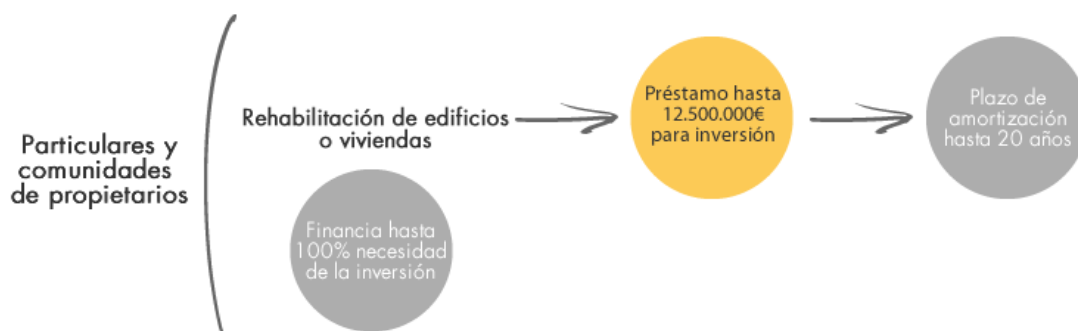 Particulares y
comunidades
de propietarios
Rehabilitación de edificios
o viviendas
Financia hasta
100% necesidad
de la inversión
Préstamo hasta
12.500.000€
para inversión
Plazo de
amortización
hasta 20 años